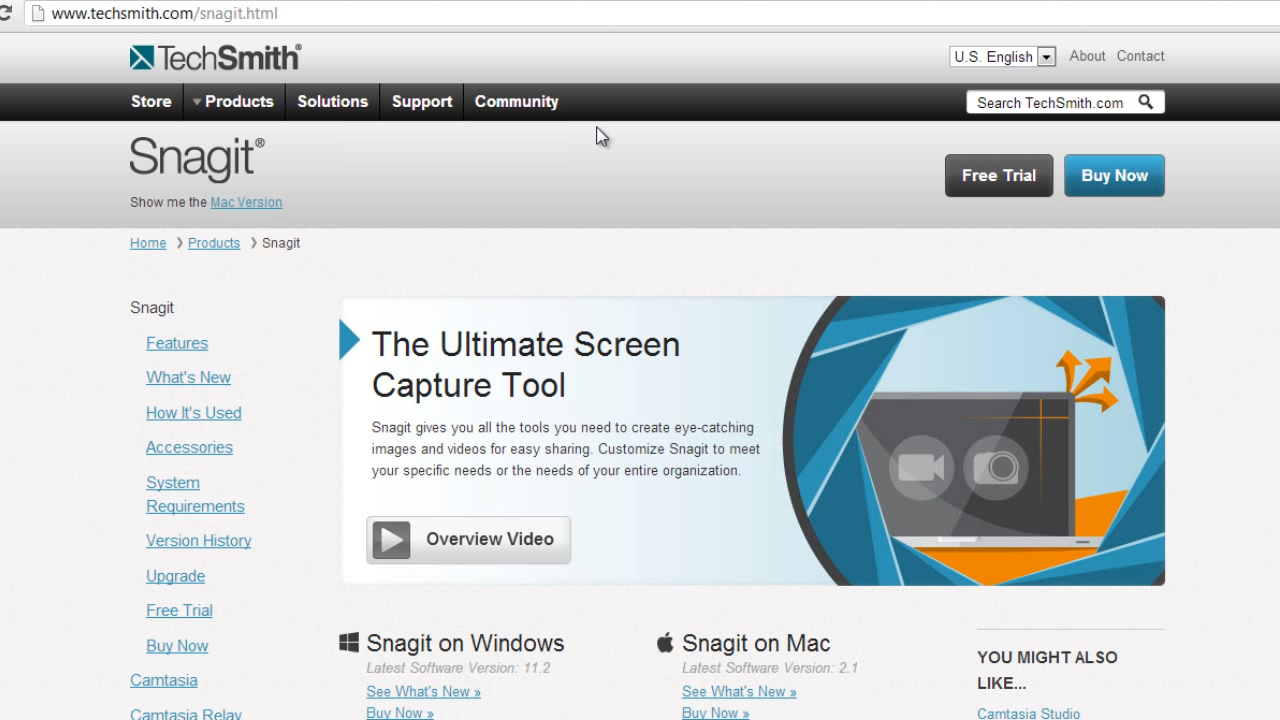 www.techsmith.com/snagit.html
TechSmith®
U.S. English
About
Contact
Store
Products
Solutions
Support
Community
Search TechSmith.com
Snagit®
Free Trial
Buy Now
Show me the Mac Version
Home
Products
Snagit
Snagit
Features
What's New
How It's Used
Accessories
System
Requirements
Version History
Upgrade
Free Trial
Buy Now
Camtasia
Camtasia Relay
The Ultimate Screen
Capture Tool
Snagit gives you all the tools you need to create eye-catching
images and videos for easy sharing. Customize Snagit to meet
your specific needs or the needs of your entire organization.
Overview Video
Snagit on Windows
Latest Software Version: 11.2
See What's New »
Buy Now »
Snagit on Mac
Latest Software Version: 2.1
See What's New »
Buy Now »
YOU MIGHT ALSO
LIKE...
Camtasia Studio